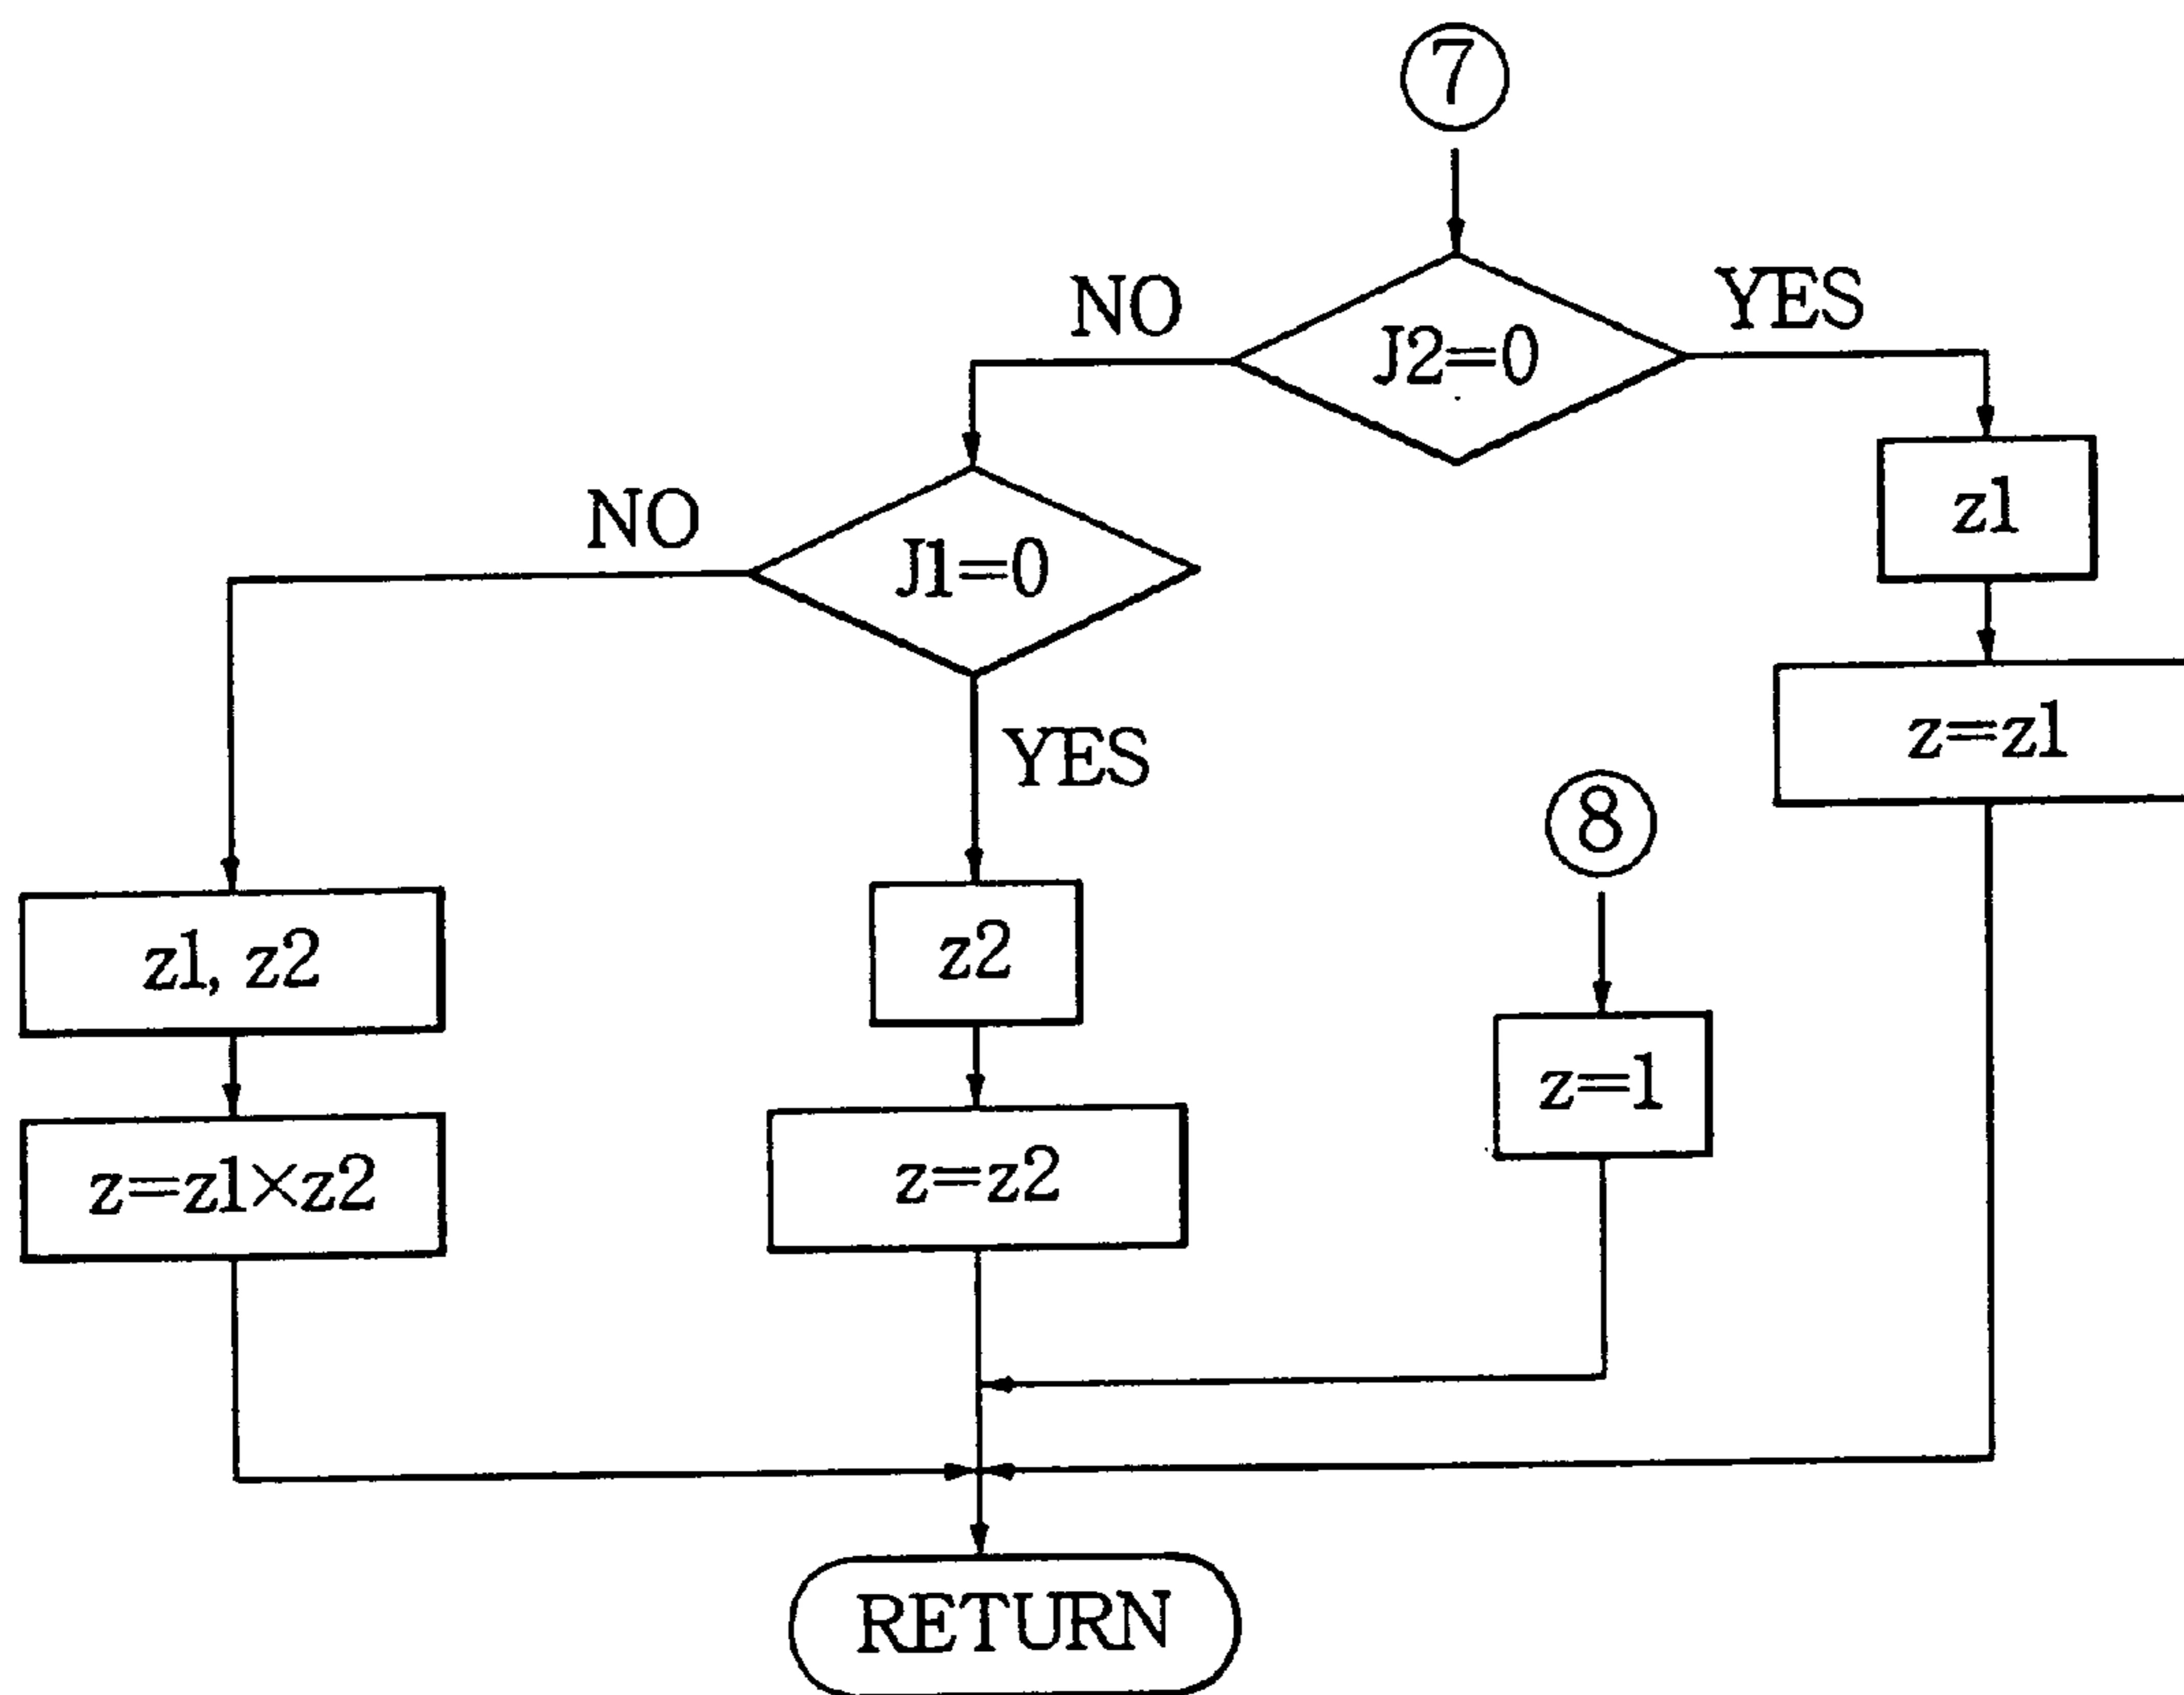 7
NO
YES
J2=0
NO
J1=0
z1
YES
z=z1
8
z1, z2
z2
z=1
z=z1×z2
z=z2
RETURN